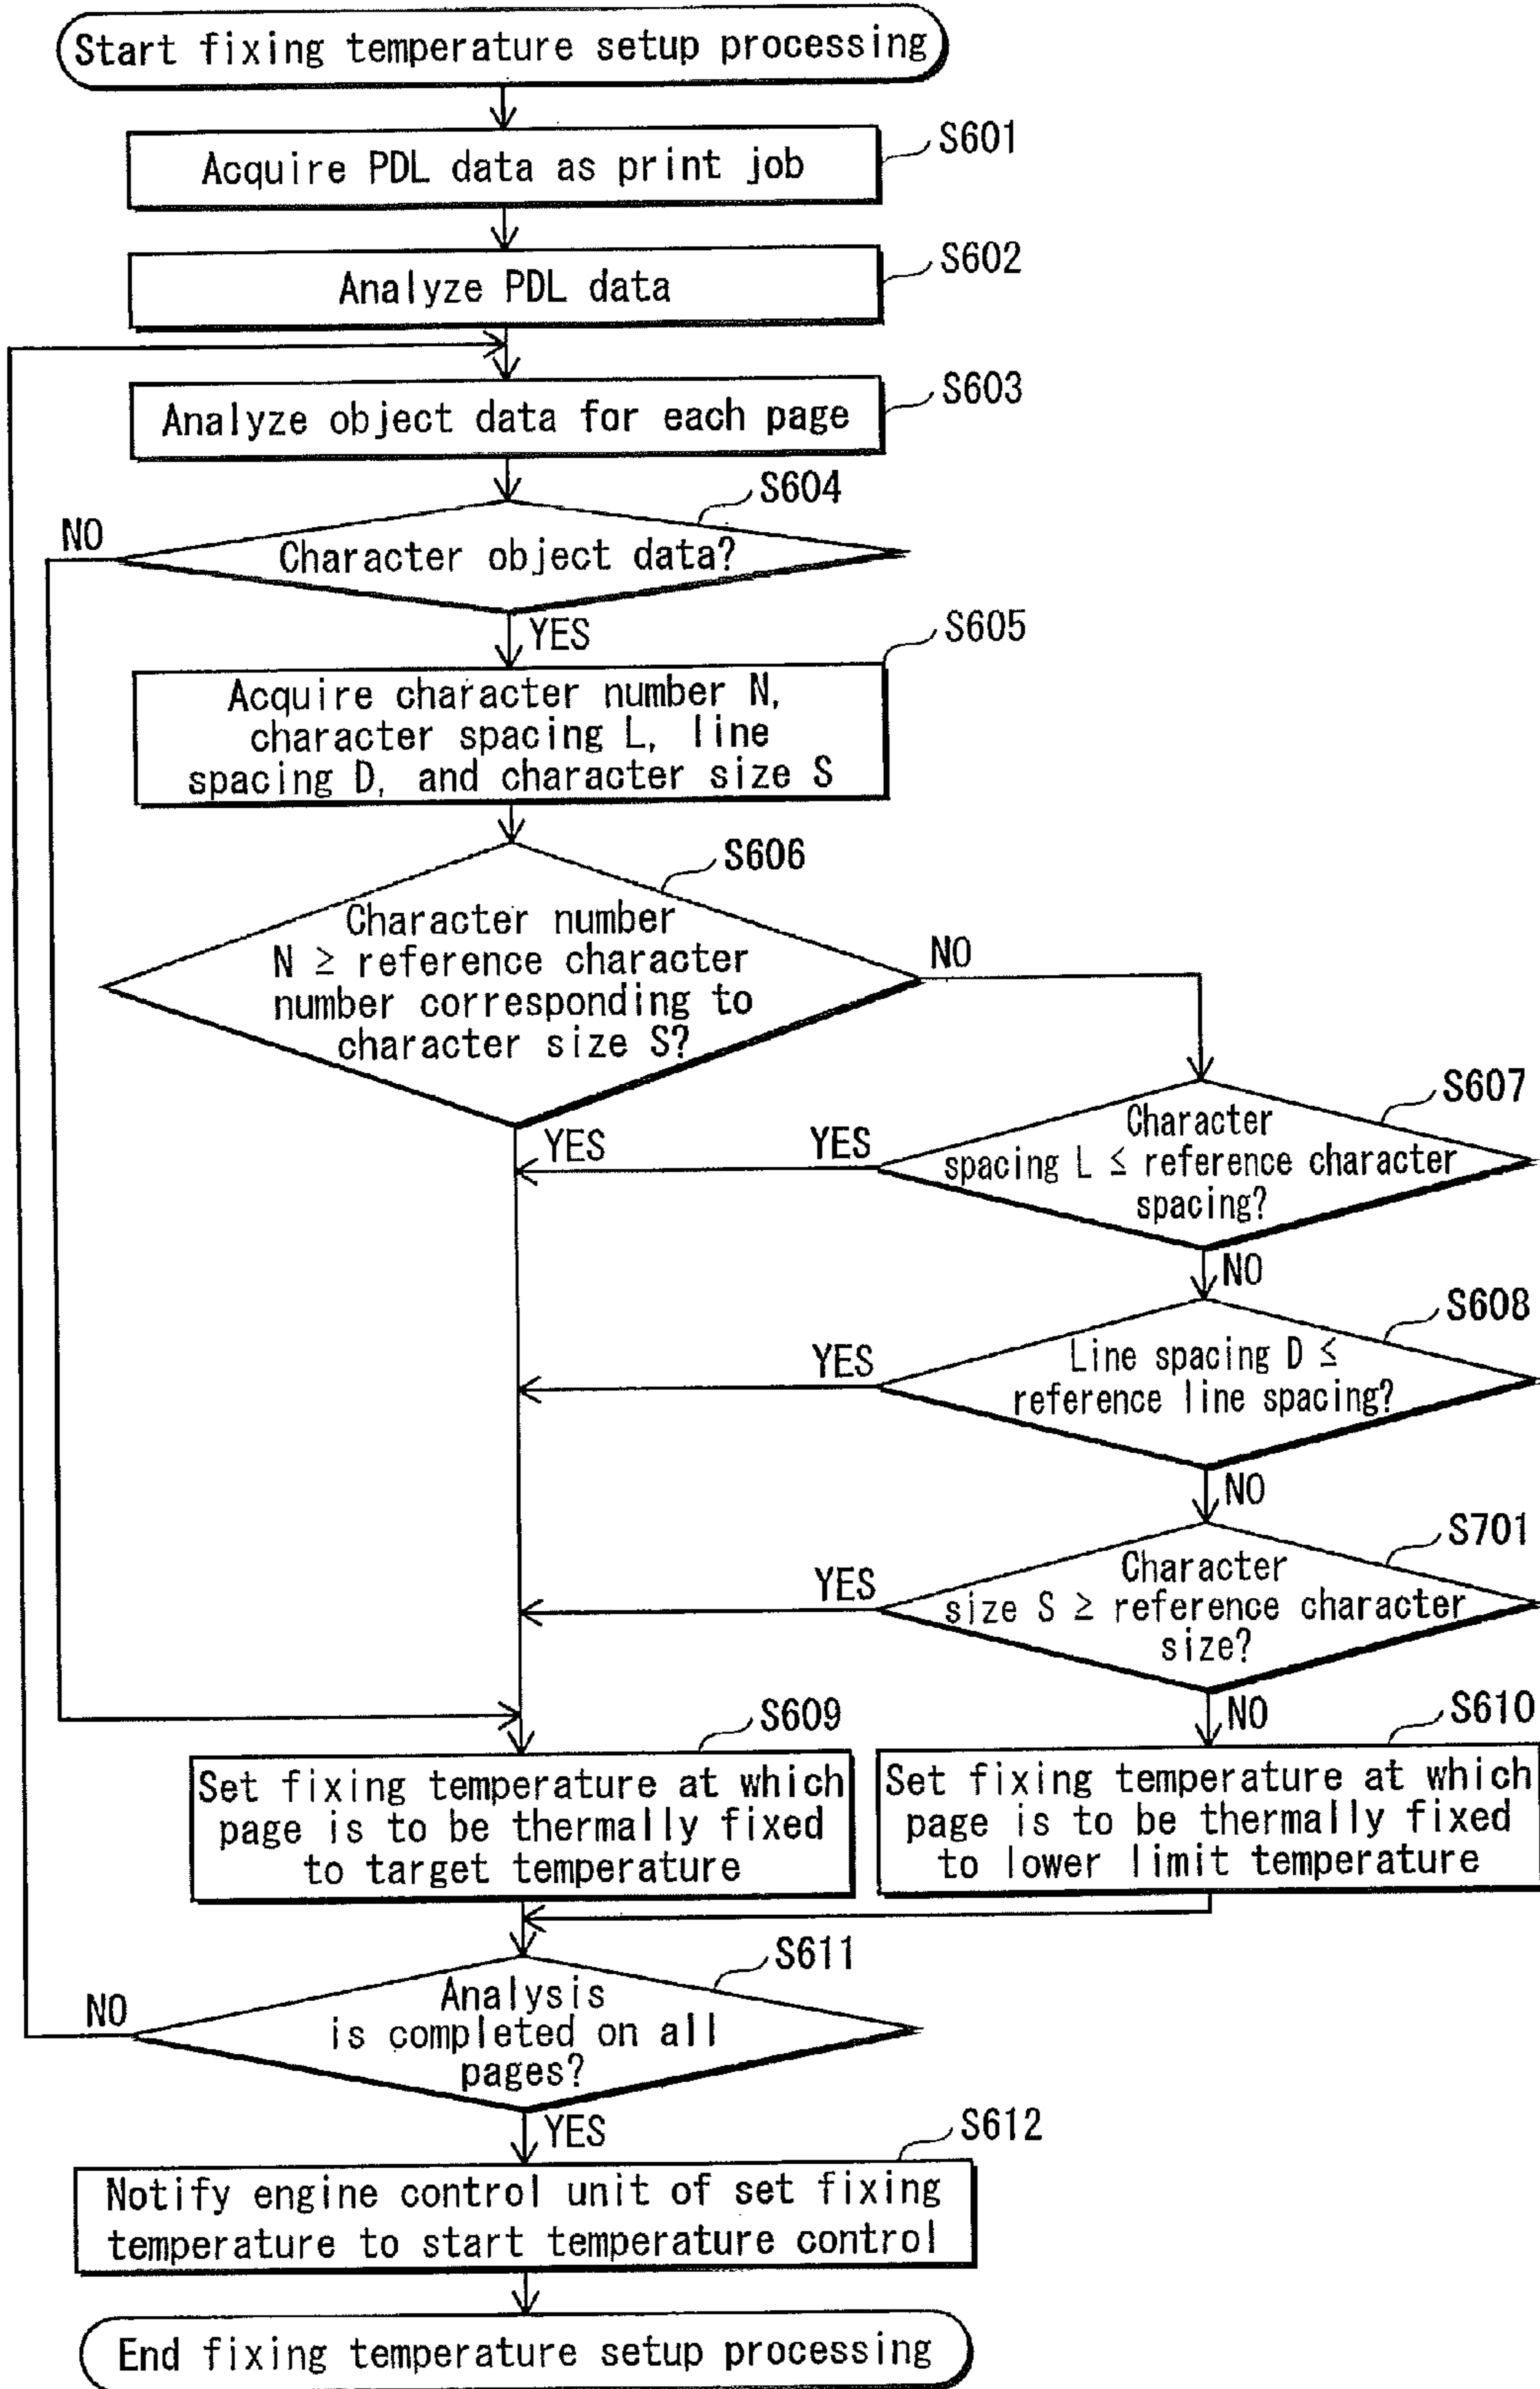 Start fixing temperature setup processing
S601
Acquire PDL data as print job
S602
Analyze PDL data
S603
Analyze object data for each page
S604
NO
Character object data?
YES
S605
Acquire character number N,
character spacing L, line
spacing D, and character size S
S606
Character number
N ≥ reference character
number corresponding to
character size S?
NO
YES
S607
Character
spacing L ≤ reference character
spacing?
YES
NO
S608
Line spacing D ≤
reference line spacing?
YES
NO
S701
Character
size S ≥ reference character
size?
YES
NO
S609
Set fixing temperature at which
page is to be thermally fixed
to target temperature
S610
Set fixing temperature at which
page is to be thermally fixed
to lower limit temperature
S611
Analysis
is completed on all
pages?
NO
YES
S612
Notify engine control unit of set fixing
temperature to start temperature control
End fixing temperature setup processing